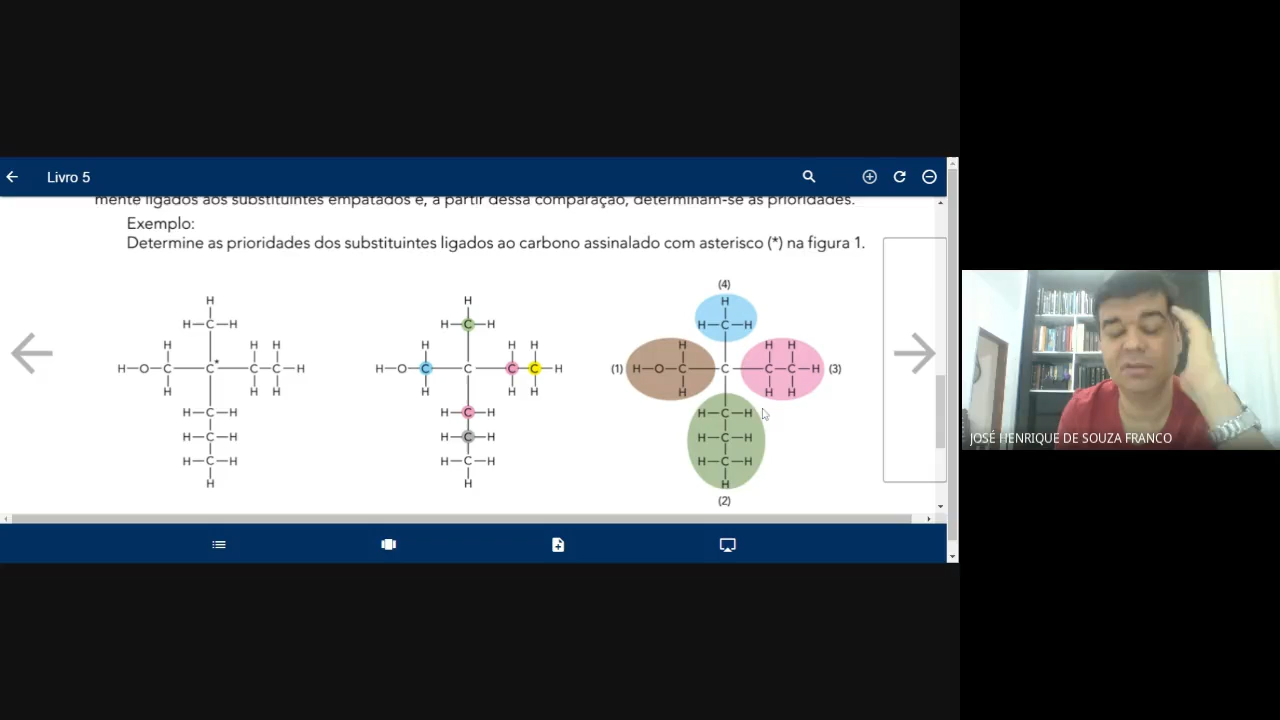 Livro 5
mente ligados aos substituintes empatados e, a partir dessa comparação, determinam-se as prioridades.
Exemplo:
Determine as prioridades dos substituintes ligados ao carbono assinalado com asterisco (*) na figura 1.
(4)
H H H
H—C—H H—C—H H—C—H
H H H H H H H H H
H—O—C—C*—C—C—H H—O—C—C—C—C—H (1) H—O—C—C—C—C—H (3)
H H H H H H H H H
H—C—H H—C—H H—C—H
H—C—H H—C—H H—C—H
H—C—H H—C—H H—C—H
H H H
(2)
JOSÉ HENRIQUE DE SOUZA FRANCO